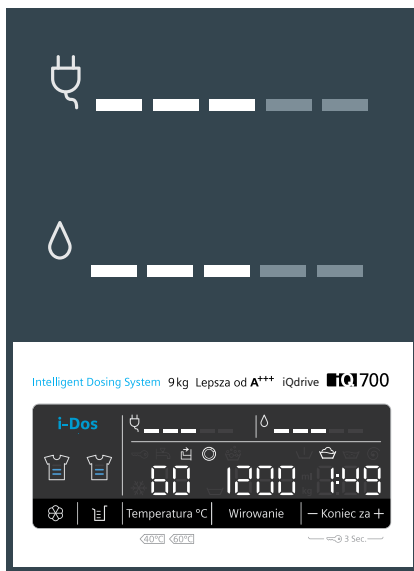 Intelligent Dosing System 9 kg Lepsza od A+++ iQdrive iQ700
i-Dos
60 1200 1:49
Temperatura °C Wirowanie — Koniec za +
40°C 60°C 3 Sec.